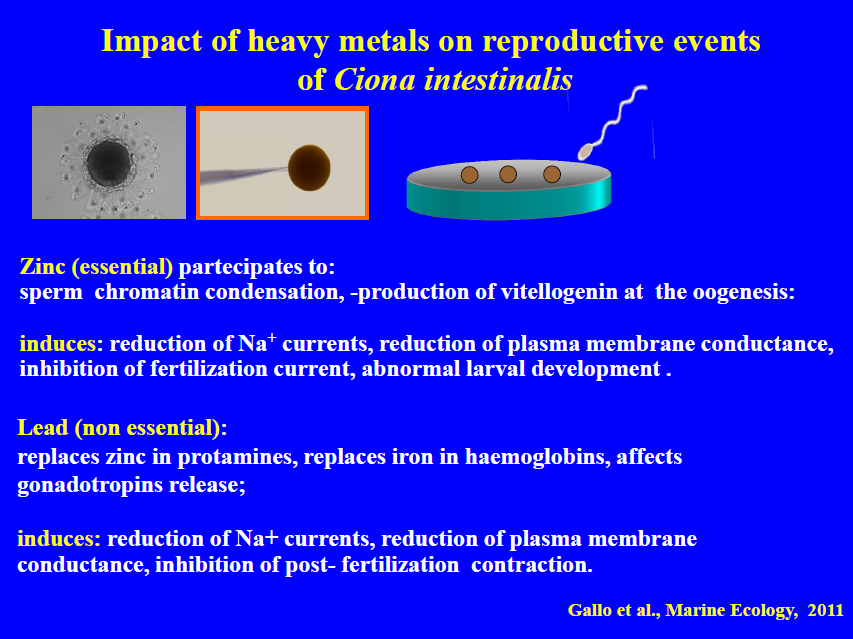 Impact of heavy metals on reproductive events
of Ciona intestinalis
Zinc (essential) partecipates to:
sperm chromatin condensation, -production of vitellogenin at the oogenesis:
induces: reduction of Na⁺ currents, reduction of plasma membrane conductance,
inhibition of fertilization current, abnormal larval development .
Lead (non essential):
replaces zinc in protamines, replaces iron in haemoglobins, affects
gonadotropins release;
induces: reduction of Na+ currents, reduction of plasma membrane
conductance, inhibition of post- fertilization contraction.
Gallo et al., Marine Ecology, 2011